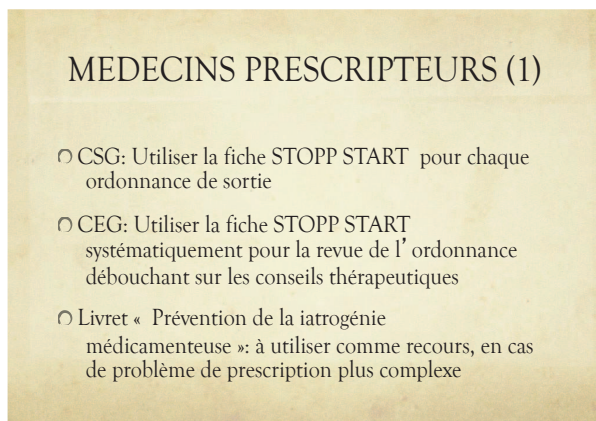 MEDECINS PRESCRIPTEURS (1)
CSG: Utiliser la fiche STOPP START pour chaque
ordonnance de sortie
CEG: Utiliser la fiche STOPP START
systématiquement pour la revue de l’ordonnance
débouchant sur les conseils thérapeutiques
Livret « Prévention de la iatrogénie
médicamenteuse »: à utiliser comme recours, en cas
de problème de prescription plus complexe